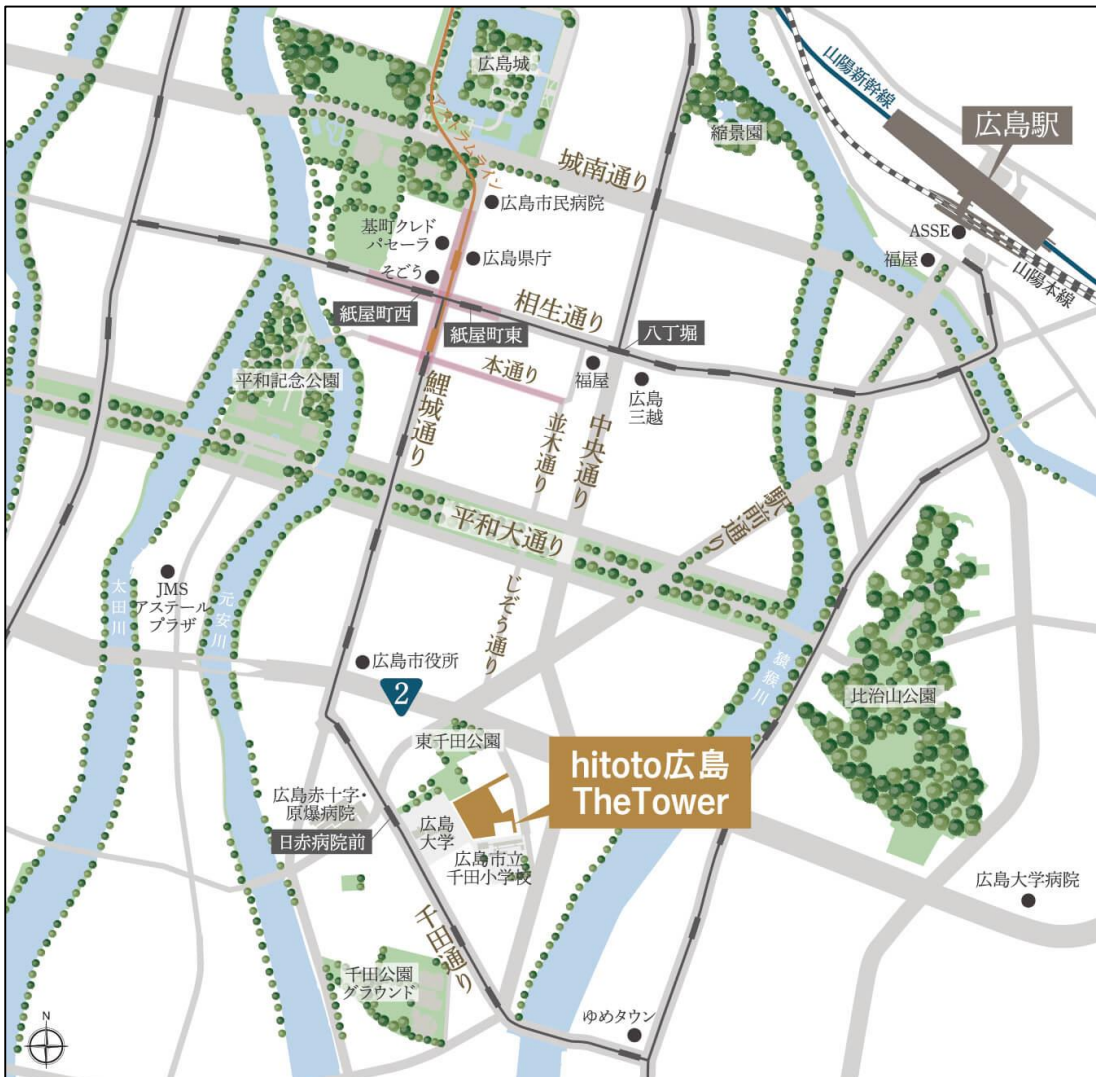 広島城
アストラムライン
縮景園
山陽新幹線
広島駅
城南通り
広島市民病院
基町クレド
パセーラ
広島県庁
そごう
ASSE
福屋
山陽本線
相生通り
紙屋町西
紙屋町東
八丁堀
本通り
福屋
広島
三越
平和記念公園
鯉城通り
並木通り
中央通り
駅前通り
平和大通り
じぞう通り
JMS
アステール
プラザ
太田川
元安川
猿猴川
広島市役所
2
比治山公園
東千田公園
hitoto広島
TheTower
広島赤十字・
原爆病院
日赤病院前
広島
大学
広島市立
千田小学校
広島大学病院
千田通り
千田公園
グラウンド
ゆめタウン
N